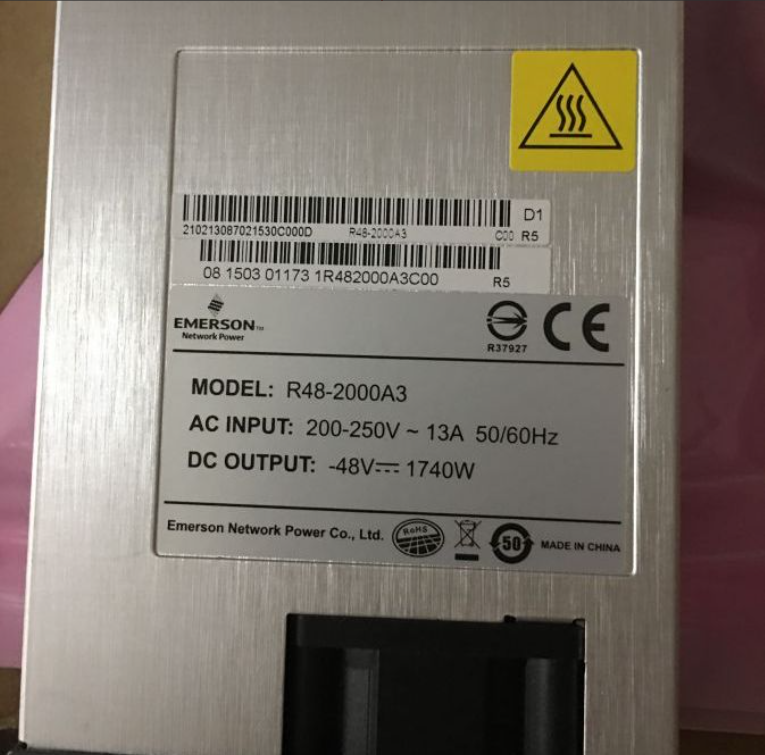 D1
210213087021530C000D R48-2000A3 C00 R5
08 1503 01173 1R482000A3C00 R5
EMERSON™
Network Power
R37927
CE
MODEL: R48-2000A3
AC INPUT: 200-250V ~ 13A 50/60Hz
DC OUTPUT: -48V⎓ 1740W
Emerson Network Power Co., Ltd.
RoHS
50
MADE IN CHINA